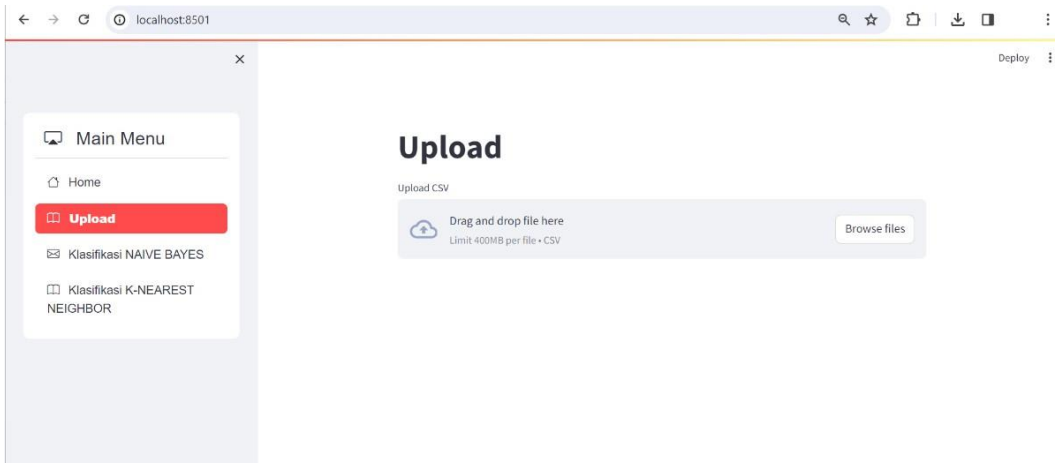 localhost:8501
Deploy
Main Menu
Home
Upload
Klasifikasi NAIVE BAYES
Klasifikasi K-NEAREST
NEIGHBOR
Upload
Upload CSV
Drag and drop file here
Limit 400MB per file • CSV
Browse files